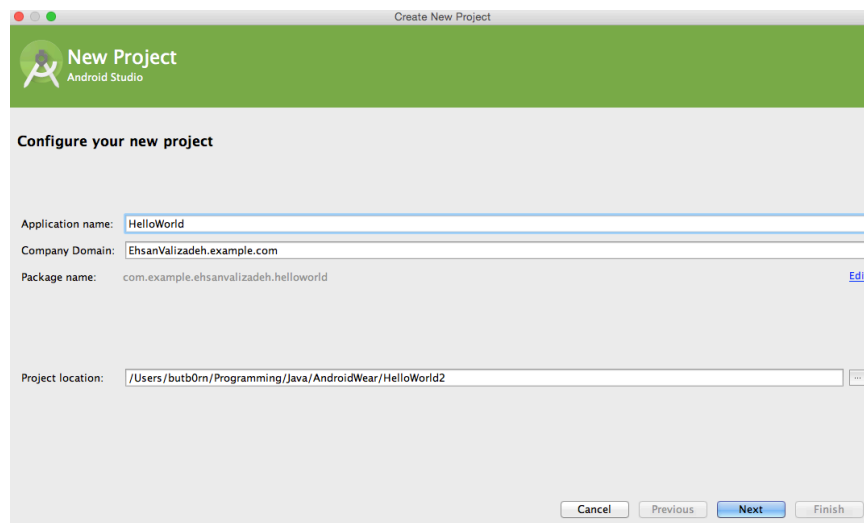 Create New Project
New Project
Android Studio
Configure your new project
Application name: HelloWorld
Company Domain: EhsanValizadeh.example.com
Package name: com.example.ehsanvalizadeh.helloworld
Edi
Project location: /Users/butb0rn/Programming/Java/AndroidWear/HelloWorld2
...
Cancel Previous Next Finish